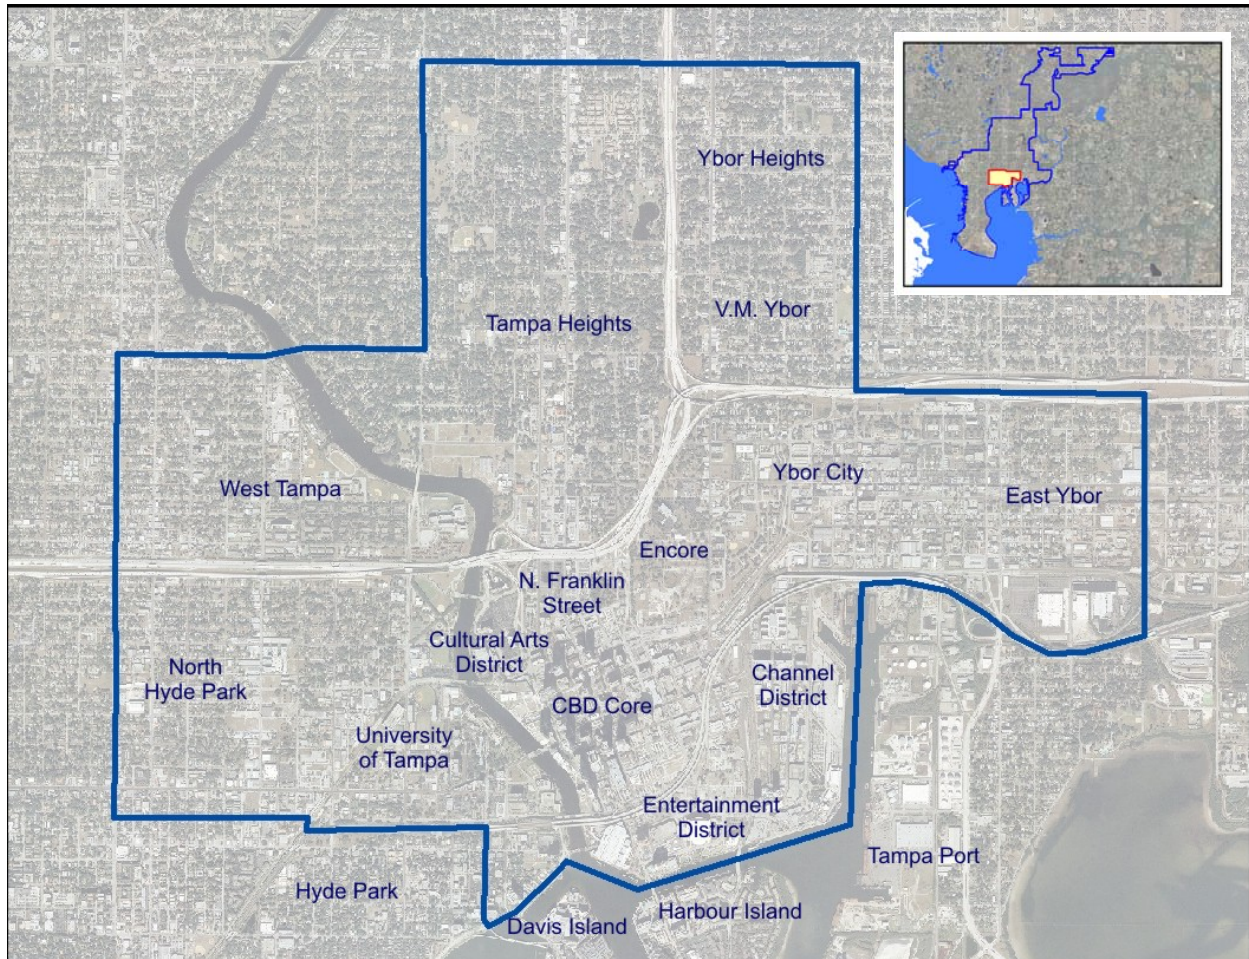 Ybor Heights
V.M. Ybor
Tampa Heights
Ybor City
West Tampa
East Ybor
Encore
N. Franklin
Street
Cultural Arts
District
North
Hyde Park
Channel
District
CBD Core
University
of Tampa
Entertainment
District
Tampa Port
Hyde Park
Harbour Island
Davis Island